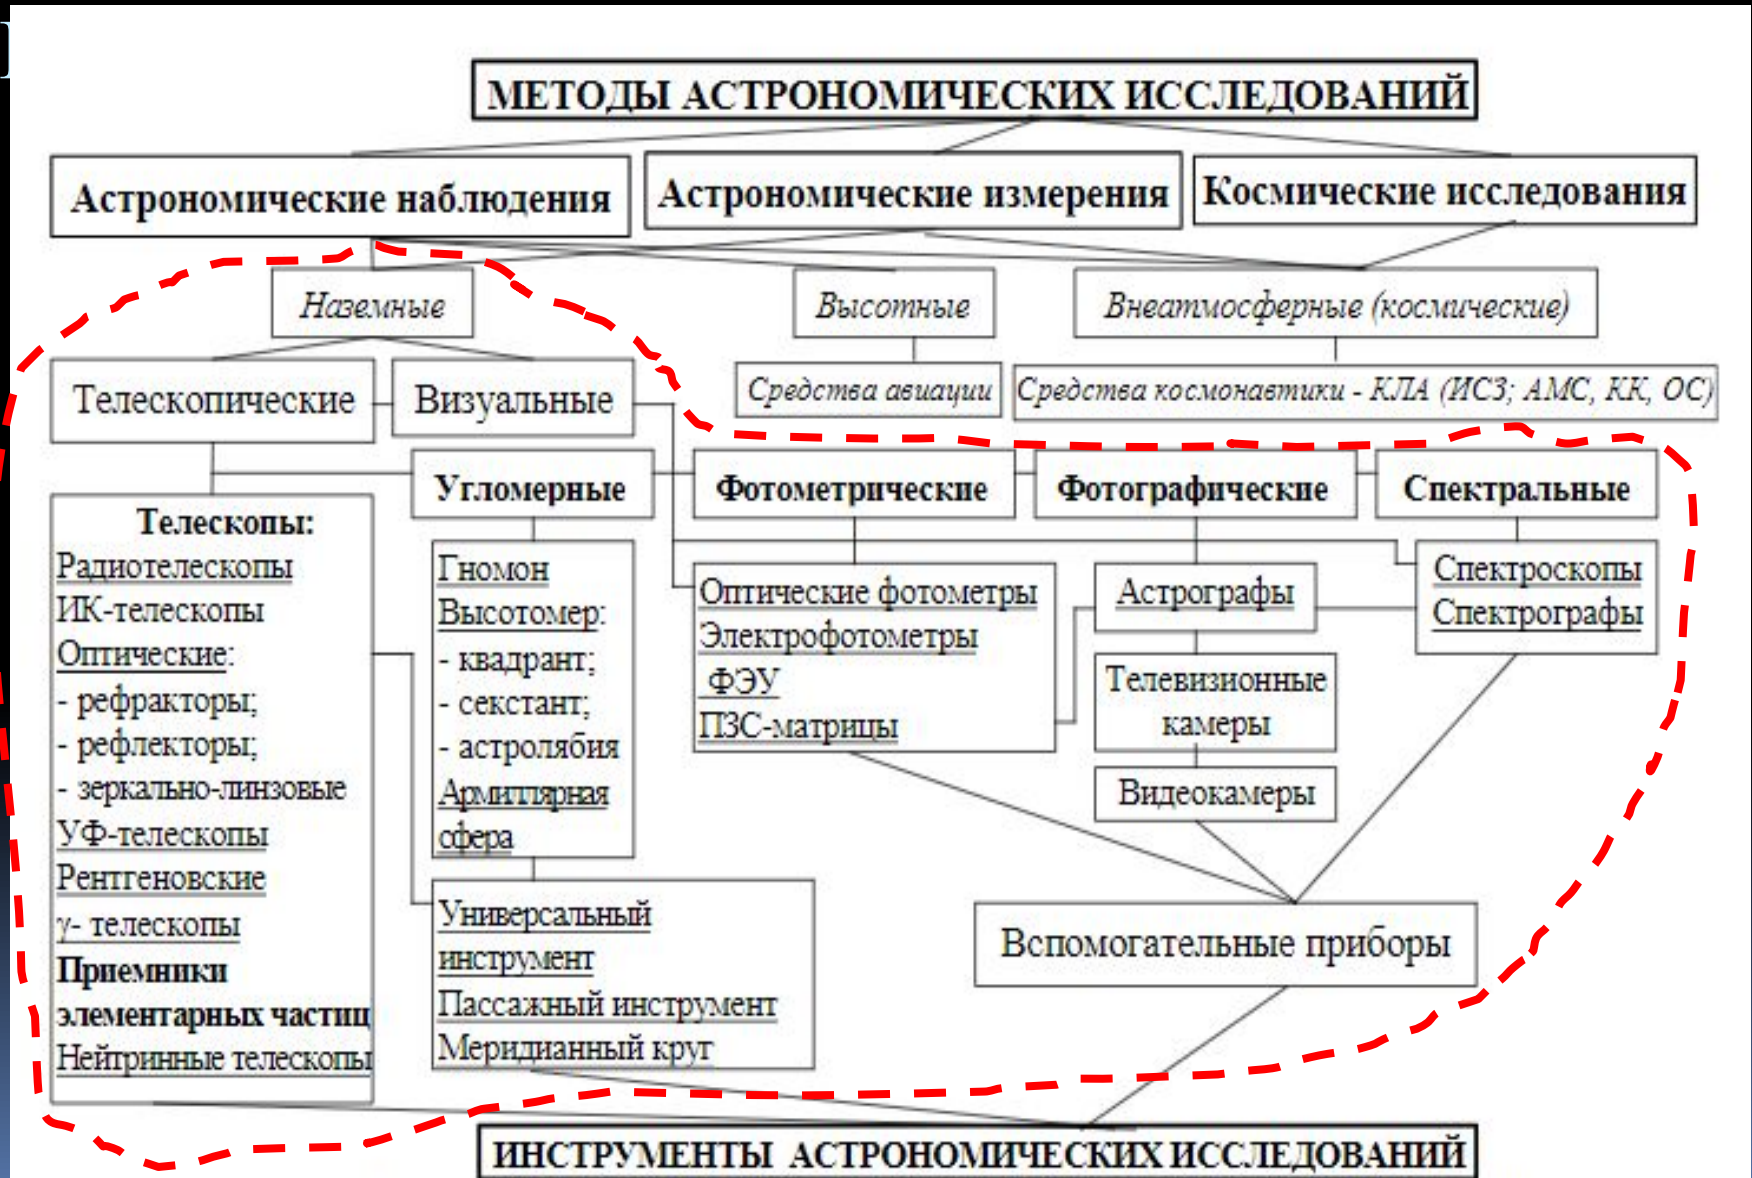 МЕТОДЫ АСТРОНОМИЧЕСКИХ ИССЛЕДОВАНИЙ
Астрономические наблюдения
Астрономические измерения
Космические исследования
Наземные
Высотные
Внеатмосферные (космические)
Телескопические
Визуальные
Средства авиации
Средства космонавтики - КЛА (ИСЗ; АМС, КК, ОС)
Угломерные
Фотометрические
Фотографические
Спектральные
Телескопы:
Радиотелескопы
ИК-телескопы
Оптические:
- рефракторы;
- рефлекторы;
- зеркально-линзовые
УФ-телескопы
Рентгеновские
γ- телескопы
Приемники
элементарных частиц
Нейтринные телескопы
Гномон
Высотомер:
- квадрант;
- секстант;
- астролябия
Армиллярная
сфера
Универсальный
инструмент
Пассажный инструмент
Меридианный круг
Оптические фотометры
Электрофотометры
ФЭУ
ПЗС-матрицы
Астрографы
Телевизионные
камеры
Видеокамеры
Спектроскопы
Спектрографы
Вспомогательные приборы
ИНСТРУМЕНТЫ АСТРОНОМИЧЕСКИХ ИССЛЕДОВАНИЙ